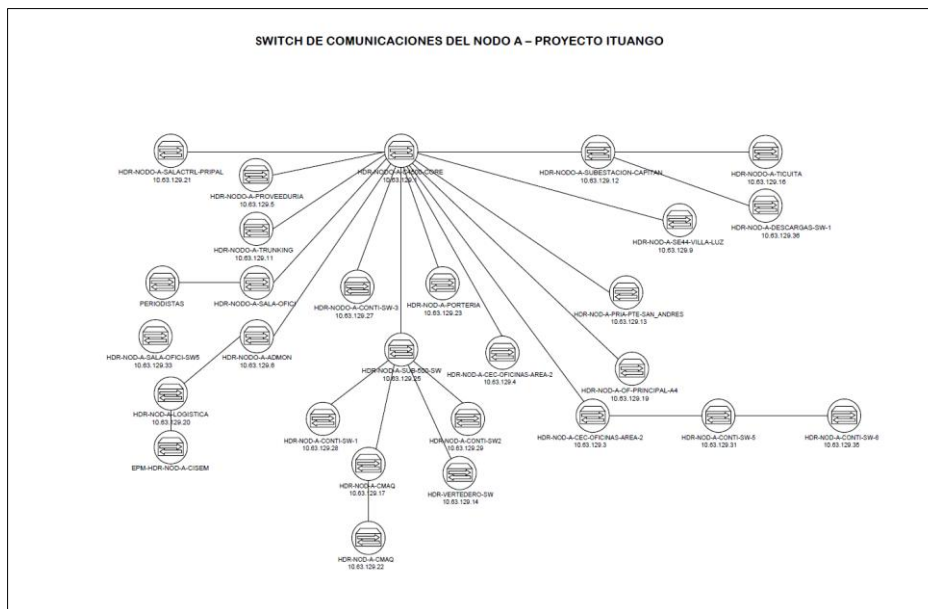 SWITCH DE COMUNICACIONES DEL NODO A – PROYECTO ITUANGO
HDR-NODO-A-SALACTRL-PRIPAL
10.63.129.21
HDR-NODO-A-S4500-CORE
10.63.129.1
HDR-NODO-A-SUBESTACION-CAPITAN
10.63.129.12
HDR-NODO-A-TICUITA
10.63.129.16
HDR-NODO-A-PROVEEDURIA
10.63.129.5
HDR-NOD-A-DESCARGAS-SW-1
10.63.129.36
HDR-NOD-A-SE44-VILLA-LUZ
10.63.129.9
HDR-NODO-A-TRUNKING
10.63.129.11
PERIODISTAS
HDR-NODO-A-SALA-OFICI
HDR-NODO-A-CONTI-SW-3
10.63.129.27
HDR-NOD-A-PORTERIA
10.63.129.23
HDR-NOD-A-PRIA-PTE-SAN_ANDRES
10.63.129.13
HDR-NOD-A-SALA-OFICI-SW5
10.63.129.33
HDR-NODO-A-ADMON
10.63.129.6
HDR-NOD-A-SUB-500-SW
10.63.129.25
HDR-NOD-A-CEC-OFICINAS-AREA-2
10.63.129.4
HDR-NOD-A-OF-PRINCIPAL-A4
10.63.129.19
HDR-NOD-A-LOGISTICA
10.63.129.20
HDR-NOD-A-CONTI-SW-1
10.63.129.28
HDR-NOD-A-CONTI-SW2
10.63.129.29
HDR-NOD-A-CEC-OFICINAS-AREA-2
10.63.129.3
HDR-NOD-A-CONTI-SW-5
10.63.129.31
HDR-NOD-A-CONTI-SW-6
10.63.129.35
EPM-HDR-NOD-A-CISEM
HDR-NOD-A-CMAQ
10.63.129.17
HDR-VERTEDERO-SW
10.63.129.14
HDR-NOD-A-CMAQ
10.63.129.22